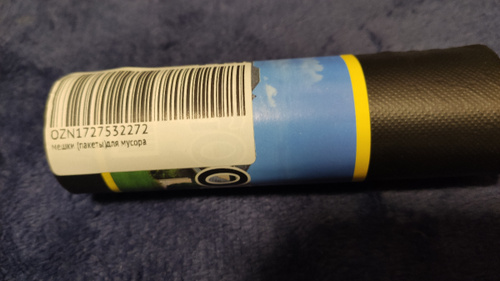 OZN1727532272
мешки (пакеты)для мусора